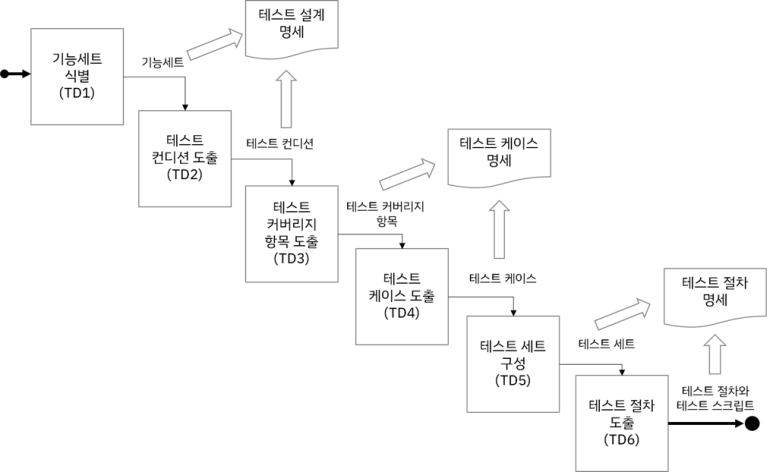 테스트 설계
명세
기능세트
식별
(TD1)
기능세트
테스트
컨디션 도출
(TD2)
테스트 컨디션
테스트 케이스
명세
테스트
커버리지
항목 도출
(TD3)
테스트 커버리지
항목
테스트
케이스 도출
(TD4)
테스트 케이스
테스트 절차
명세
테스트 세트
구성
(TD5)
테스트 세트
테스트 절차
도출
(TD6)
테스트 절차와
테스트 스크립트